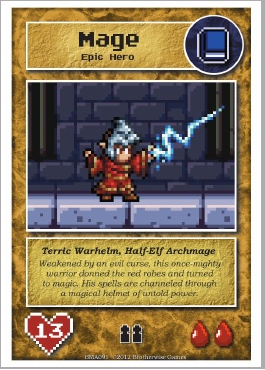 Mage
Epic Hero
Terric Warhelm, Half-Elf Archmage
Weakened by an evil curse, this once-mighty
warrior donned the red robes and turned
to magic. His spells are channeled through
a magical helmet of untold power.
13
BMA091 ©2012 Brotherwise Games